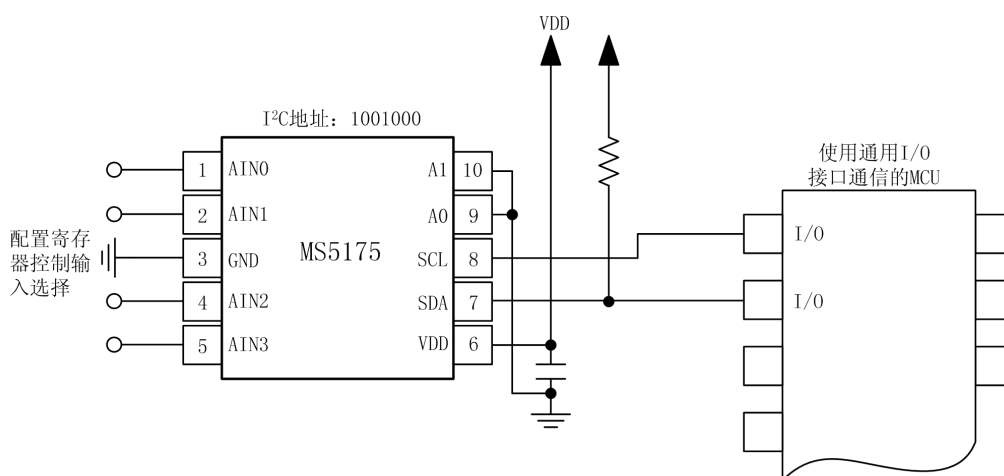 VDD
I²C地址: 1001000
使用通用I/O
接口通信的MCU
配置寄存
器控制输
入选择
MS5175
1 AIN0
2 AIN1
3 GND
4 AIN2
5 AIN3
A1 10
A0 9
SCL 8
SDA 7
VDD 6
I/O
I/O